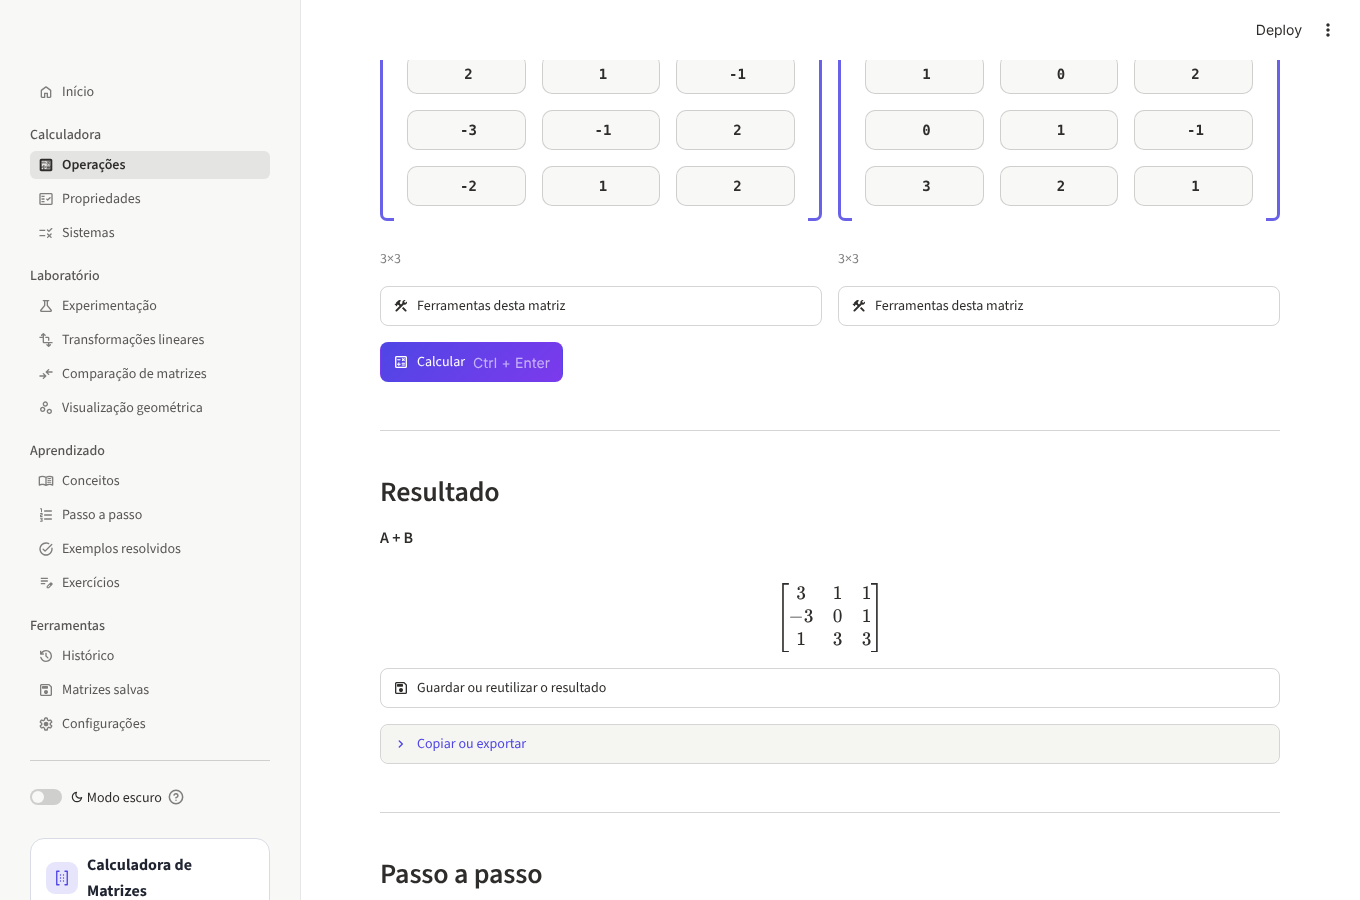 Deploy
Início
Calculadora
Operações
Propriedades
Sistemas
Laboratório
Experimentação
Transformações lineares
Comparação de matrizes
Visualização geométrica
Aprendizado
Conceitos
Passo a passo
Exemplos resolvidos
Exercícios
Ferramentas
Histórico
Matrizes salvas
Configurações
Modo escuro
Calculadora de
Matrizes
2 1 -1
-3 -1 2
-2 1 2
3×3
Ferramentas desta matriz
1 0 2
0 1 -1
3 2 1
3×3
Ferramentas desta matriz
Calcular Ctrl + Enter
Resultado
A + B
3 1 1
−3 0 1
1 3 3
Guardar ou reutilizar o resultado
Copiar ou exportar
Passo a passo